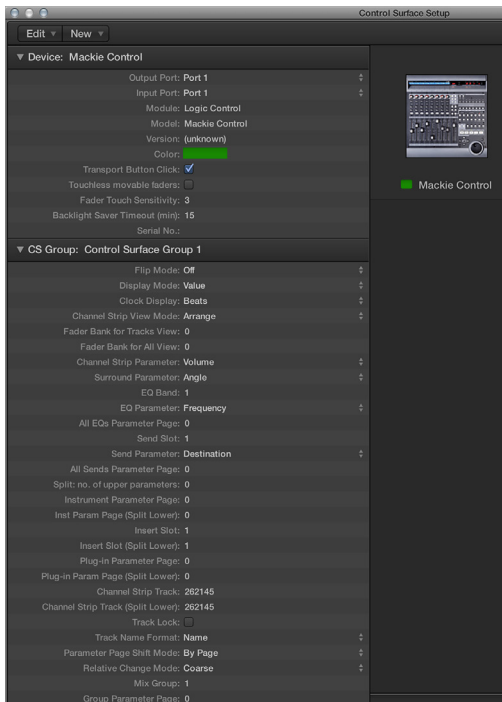 Control Surface Setup
Edit New
Device: Mackie Control
Output Port: Port 1
Input Port: Port 1
Module: Logic Control
Model: Mackie Control
Version: (unknown)
Color:
Transport Button Click:
Touchless movable faders:
Fader Touch Sensitivity: 3
Backlight Saver Timeout (min): 15
Serial No.:
Mackie Control
CS Group: Control Surface Group 1
Flip Mode: Off
Display Mode: Value
Clock Display: Beats
Channel Strip View Mode: Arrange
Fader Bank for Tracks View: 0
Fader Bank for All View: 0
Channel Strip Parameter: Volume
Surround Parameter: Angle
EQ Band: 1
EQ Parameter: Frequency
All EQs Parameter Page: 0
Send Slot: 1
Send Parameter: Destination
All Sends Parameter Page: 0
Split: no. of upper parameters: 0
Instrument Parameter Page: 0
Inst Param Page (Split Lower): 0
Insert Slot: 1
Insert Slot (Split Lower): 1
Plug-in Parameter Page: 0
Plug-in Param Page (Split Lower): 0
Channel Strip Track: 262145
Channel Strip Track (Split Lower): 262145
Track Lock:
Track Name Format: Name
Parameter Page Shift Mode: By Page
Relative Change Mode: Coarse
Mix Group: 1
Group Parameter Page: 0